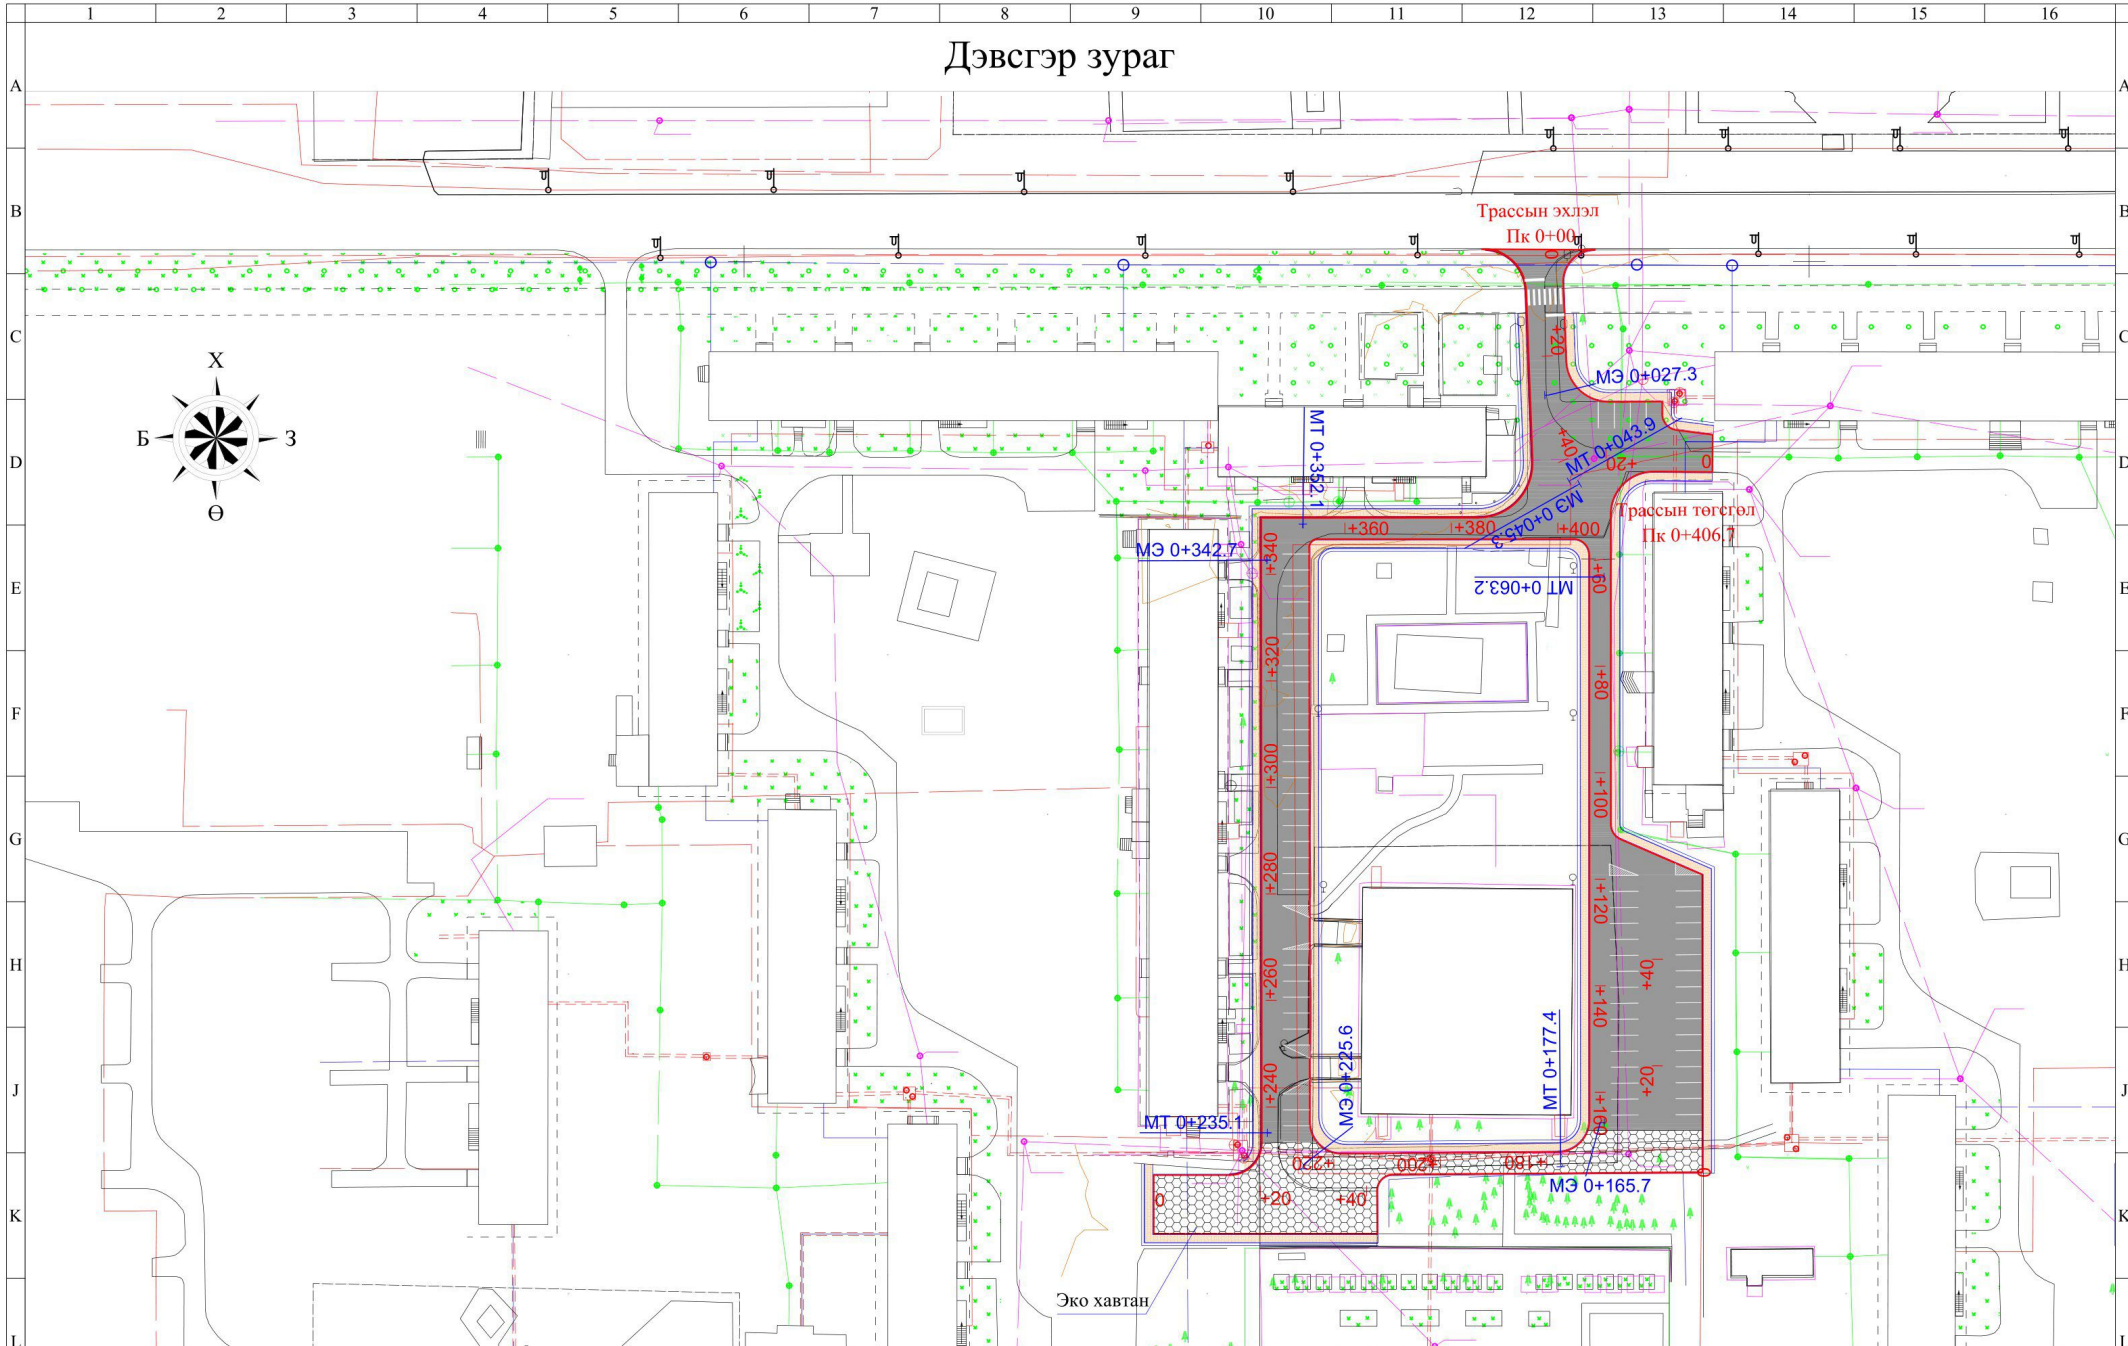 1 2 3 4 5 6 7 8 9 10 11 12 13 14 15 16
Дэвсгэр зураг
A A
B B
C C
D D
E E
F F
G G
H H
J J
K K
L L
Трассын эхлэл
Пк 0+00
0
+20
МЭ 0+027.3
+40
МТ 0+043.9
+20
0
МЭ 0+045.3
Трассын төгсгөл
Пк 0+406.7
МТ 0+352.1
+360
+380
+400
МЭ 0+342.7
+340
МТ 0+063.2
+60
+320
+80
+300
+100
+280
+120
+260
+40
+140
МТ 0+177.4
МЭ 0+225.6
+240
+20
+160
МТ 0+235.1
+220
+200
+180
МЭ 0+165.7
0
+20
+40
Эко хавтан
Х
Б
З
Ө